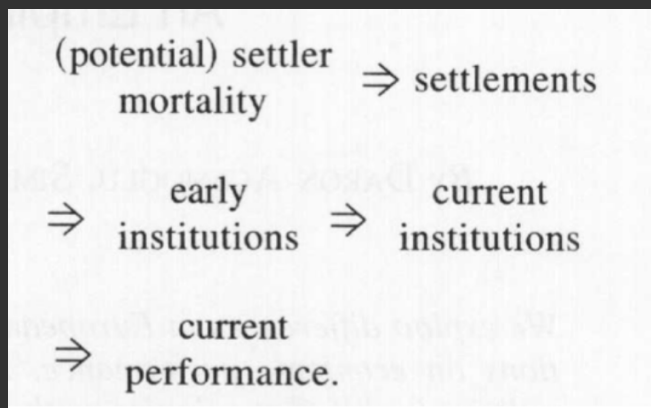 (potential) settler
mortality ⇒ settlements
⇒ early institutions ⇒ current institutions
⇒ current performance.